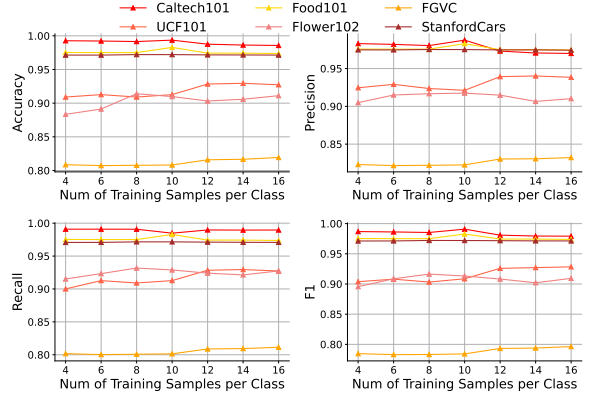 Caltech101 Food101 FGVC
UCF101 Flower102 StanfordCars
1.00
0.95
0.90
0.85
0.80
Accuracy
4 6 8 10 12 14 16
Num of Training Samples per Class
0.95
0.90
0.85
Precision
4 6 8 10 12 14 16
Num of Training Samples per Class
1.00
0.95
0.90
0.85
0.80
Recall
4 6 8 10 12 14 16
Num of Training Samples per Class
1.00
0.95
0.90
0.85
0.80
F1
4 6 8 10 12 14 16
Num of Training Samples per Class